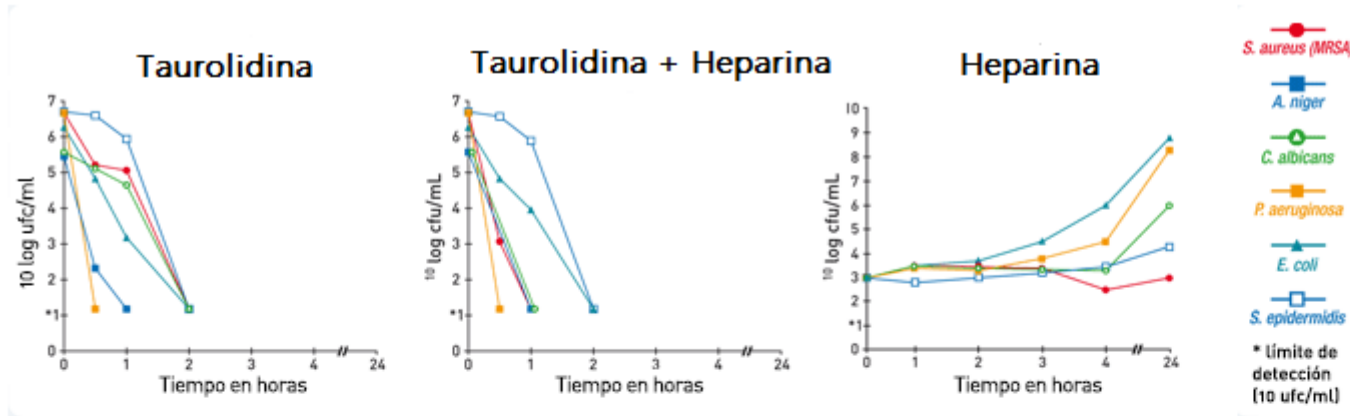 Taurolidina
10 log ufc/ml
7
6
5
4
3
2
*1
0
0 1 2 3 4 24
Tiempo en horas
Taurolidina + Heparina
10 log cfu/mL
7
6
5
4
3
2
*1
0
0 1 2 3 4 24
Tiempo en horas
Heparina
10 log cfu/mL
10
9
8
7
6
5
4
3
2
*1
0
0 1 2 3 4 24
Tiempo en horas
S. aureus (MRSA)
A. niger
C. albicans
P. aeruginosa
E. coli
S. epidermidis
* límite de
detección
(10 ufc/ml)